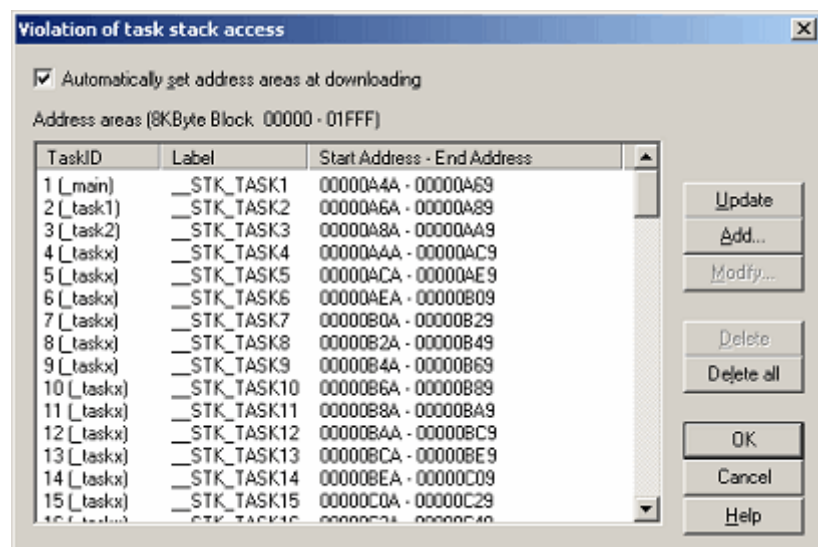 Violation of task stack access
Automatically set address areas at downloading
Address areas (8KByte Block 00000 - 01FFF)
TaskID Label Start Address - End Address
1 (_main) __STK_TASK1 00000A4A - 00000A69
2 (_task1) __STK_TASK2 00000A6A - 00000A89
3 (_task2) __STK_TASK3 00000A8A - 00000AA9
4 (_taskx) __STK_TASK4 00000AAA - 00000AC9
5 (_taskx) __STK_TASK5 00000ACA - 00000AE9
6 (_taskx) __STK_TASK6 00000AEA - 00000B09
7 (_taskx) __STK_TASK7 00000B0A - 00000B29
8 (_taskx) __STK_TASK8 00000B2A - 00000B49
9 (_taskx) __STK_TASK9 00000B4A - 00000B69
10 (_taskx) __STK_TASK10 00000B6A - 00000B89
11 (_taskx) __STK_TASK11 00000B8A - 00000BA9
12 (_taskx) __STK_TASK12 00000BAA - 00000BC9
13 (_taskx) __STK_TASK13 00000BCA - 00000BE9
14 (_taskx) __STK_TASK14 00000BEA - 00000C09
15 (_taskx) __STK_TASK15 00000C0A - 00000C29
Update
Add...
Modify...
Delete
Delete all
OK
Cancel
Help